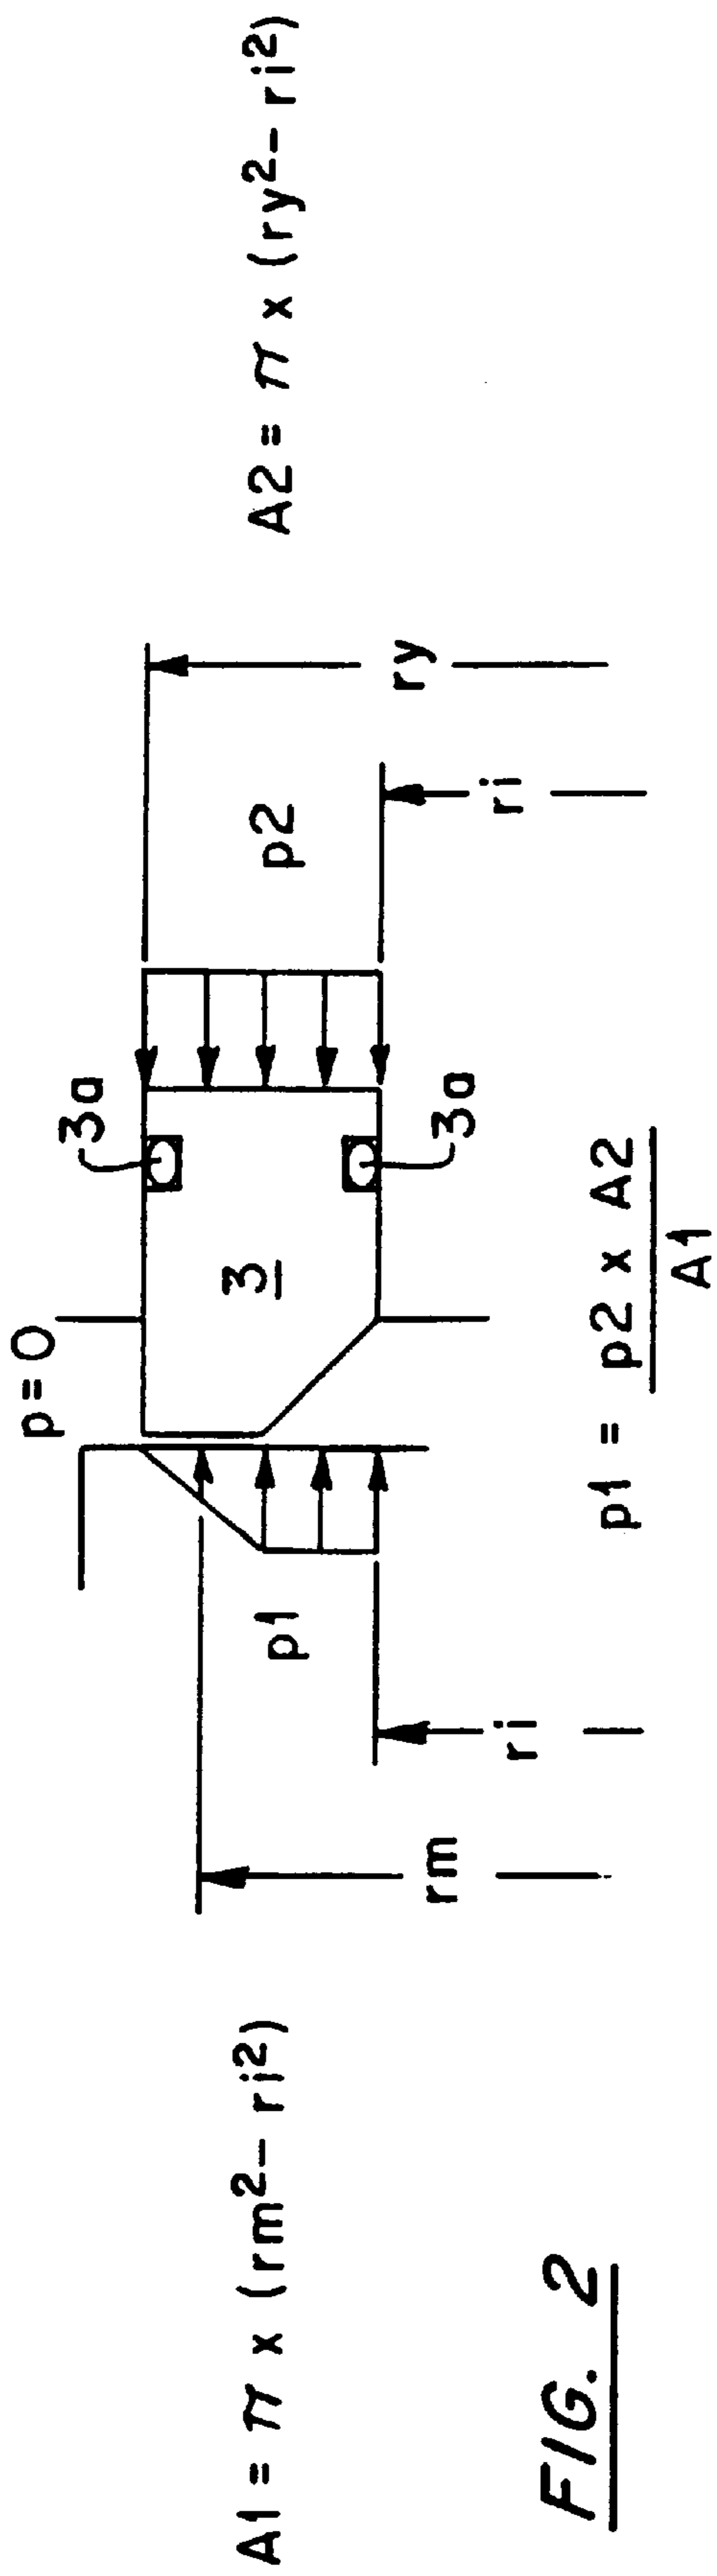 A1 = π x (rm² - ri²)
A2 = π x (ry² - ri²)
p=0
3a
3
3a
p1
p2
rm
ri
ri
ry
p1 = p2 x A2
A1
FIG. 2